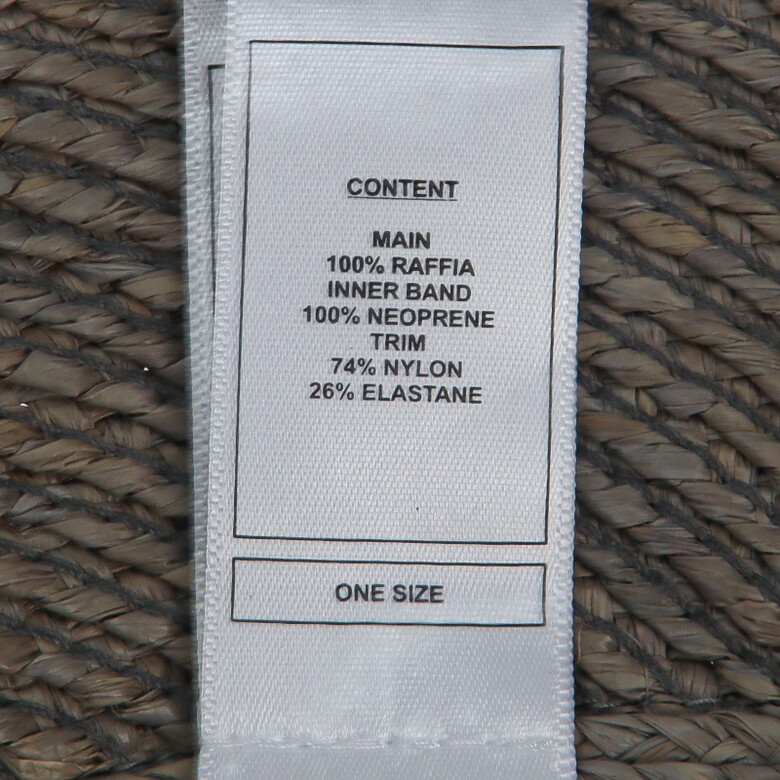 CONTENT
MAIN
100% RAFFIA
INNER BAND
100% NEOPRENE
TRIM
74% NYLON
26% ELASTANE
ONE SIZE